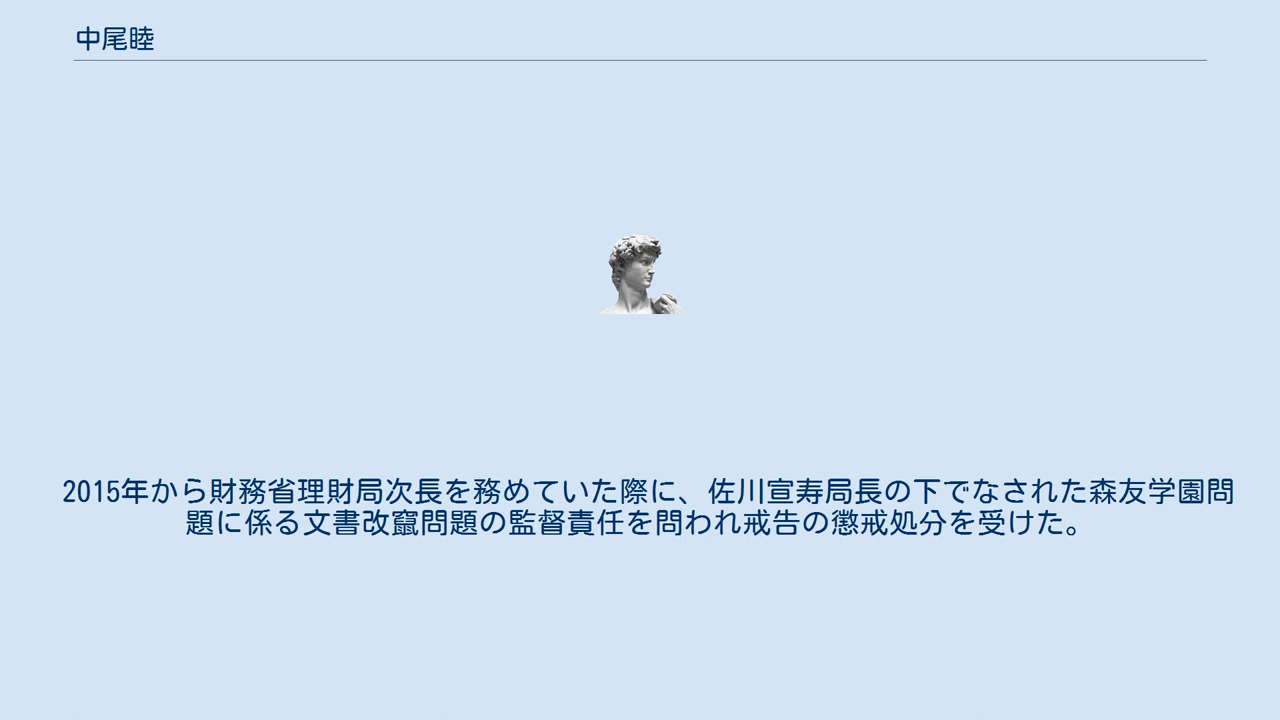 中尾睦
2015年から財務省理財局次長を務めていた際に、佐川宣寿局長の下でなされた森友学園問
題に係る文書改竄問題の監督責任を問われ戒告の懲戒処分を受けた。